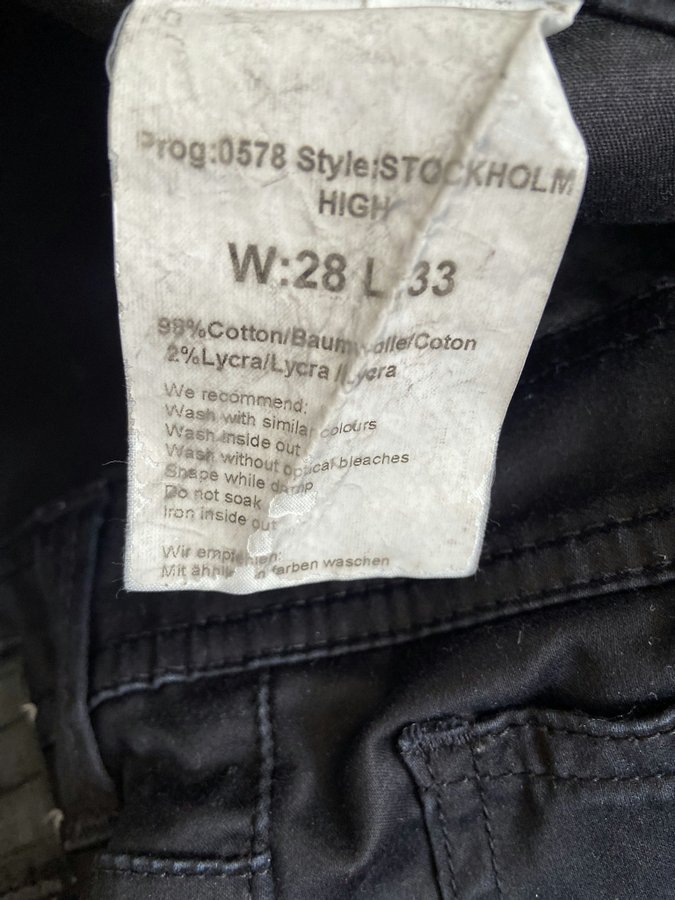 Prog:0578 Style:STOCKHOLM
HIGH
W:28 L:33
98%Cotton/Baumwolle/Coton
2%Lycra/Lycra /Lycra
We recommend:
Wash with similar colours
Wash inside out
Wash without optical bleaches
Shape while damp
Do not soak
Iron inside out
Wir empfehlen:
Mit ähnlichen farben waschen